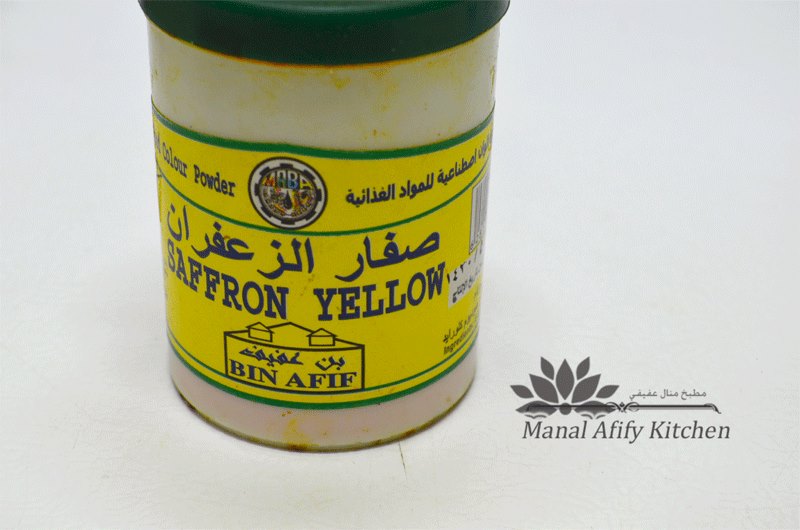 Colour Powder
اصطناعية للمواد الغذائية
صفار الزعفران
SAFFRON YELLOW
بن عفيف
BIN AFIF
مطبخ منال عفيفي
Manal Afify Kitchen